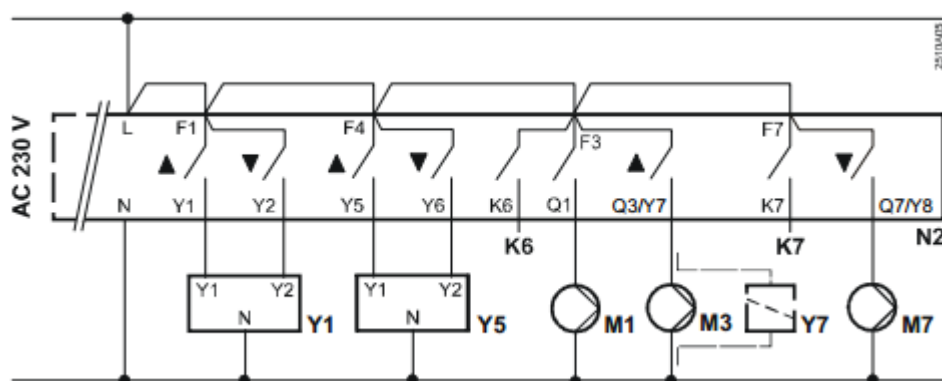 2510A05
AC 230 V
L F1 F4 F3 F7
N Y1 Y2 Y5 Y6 K6 Q1 Q3/Y7 K7 Q7/Y8
K6 K7 N2
Y1 Y2 Y1 Y2
N Y1 N Y5 M1 M3 Y7 M7